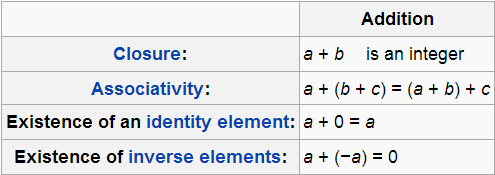 Addition
Closure: a + b is an integer
Associativity: a + (b + c) = (a + b) + c
Existence of an identity element: a + 0 = a
Existence of inverse elements: a + (−a) = 0